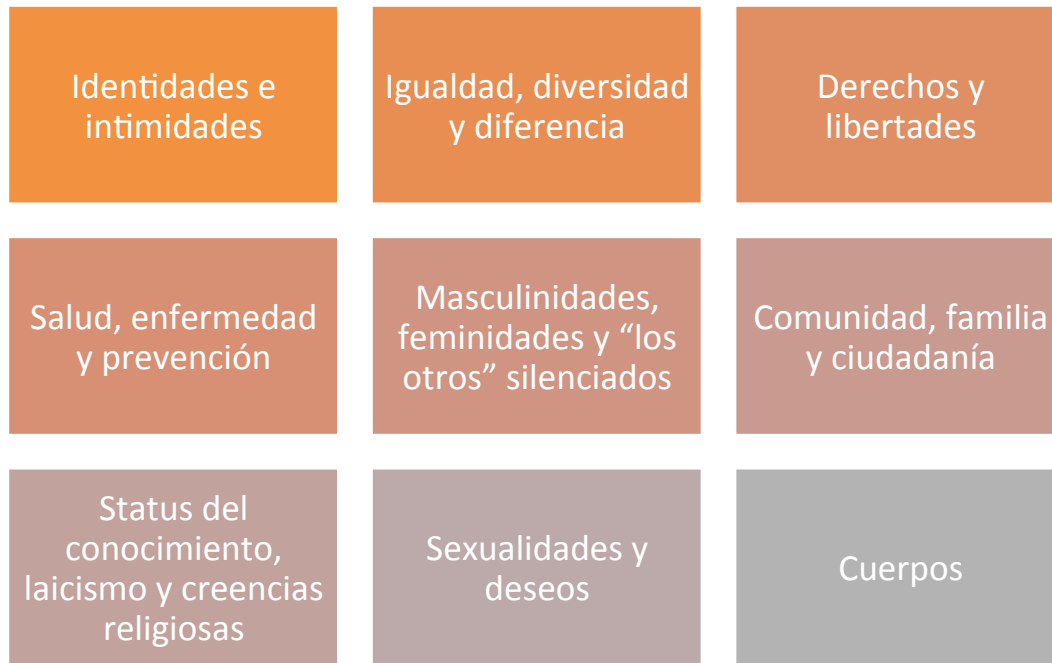 Identidades e
intimidades
Igualdad, diversidad
y diferencia
Derechos y
libertades
Salud, enfermedad
y prevención
Masculinidades,
feminidades y “los
otros” silenciados
Comunidad, familia
y ciudadanía
Status del
conocimiento,
laicismo y creencias
religiosas
Sexualidades y
deseos
Cuerpos